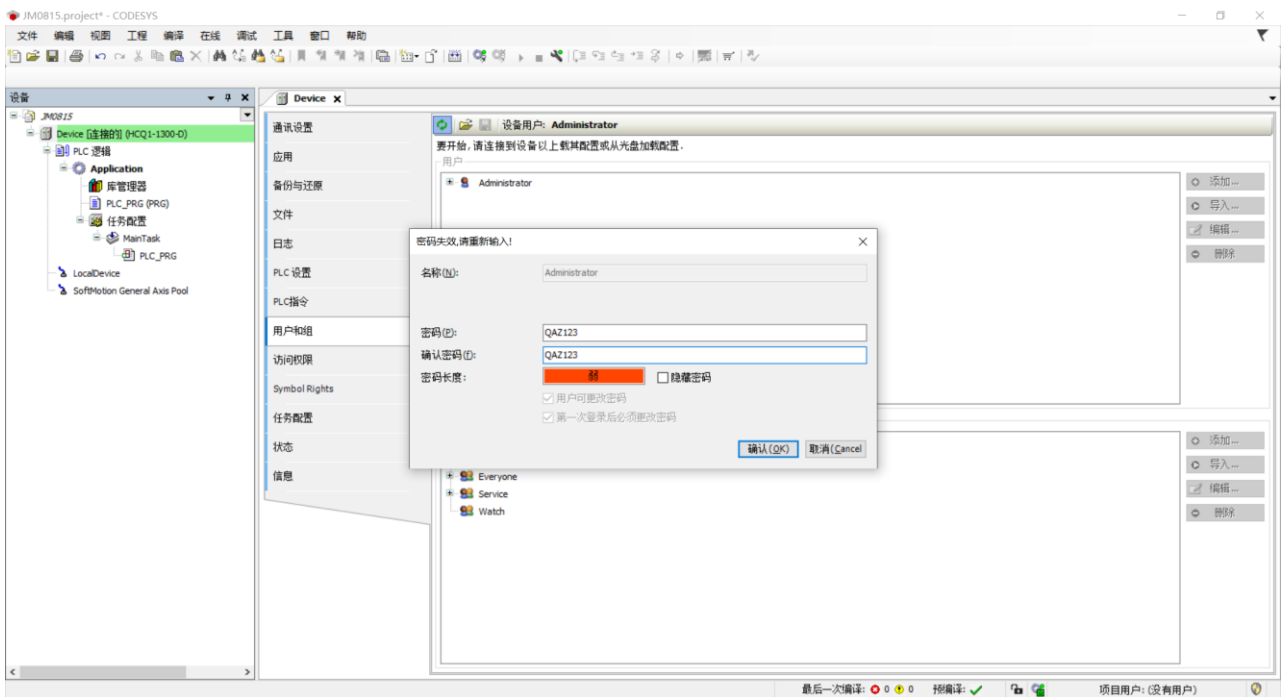 JM0815.project* - CODESYS
文件 编辑 视图 工程 编译 在线 调试 工具 窗口 帮助
设备
JM0815
Device [连接的] (HCQ1-1300-D)
PLC 逻辑
Application
库管理器
PLC_PRG (PRG)
任务配置
MainTask
PLC_PRG
LocalDevice
SoftMotion General Axis Pool
Device
通讯设置
应用
备份与还原
文件
日志
PLC 设置
PLC指令
用户和组
访问权限
Symbol Rights
任务配置
状态
信息
设备用户: Administrator
要开始,请连接到设备以上载其配置或从光盘加载配置.
用户
Administrator
添加...
导入...
编辑...
删除
密码失效,请重新输入!
名称(N):
Administrator
密码(P):
QAZ123
确认密码(f):
QAZ123
密码长度:
弱
隐藏密码
用户可更改密码
第一次登录后必须更改密码
确认(OK)
取消(Cancel
Everyone
Service
Watch
添加...
导入...
编辑...
删除
最后一次编译: 0 0 预编译: 项目用户: (没有用户)